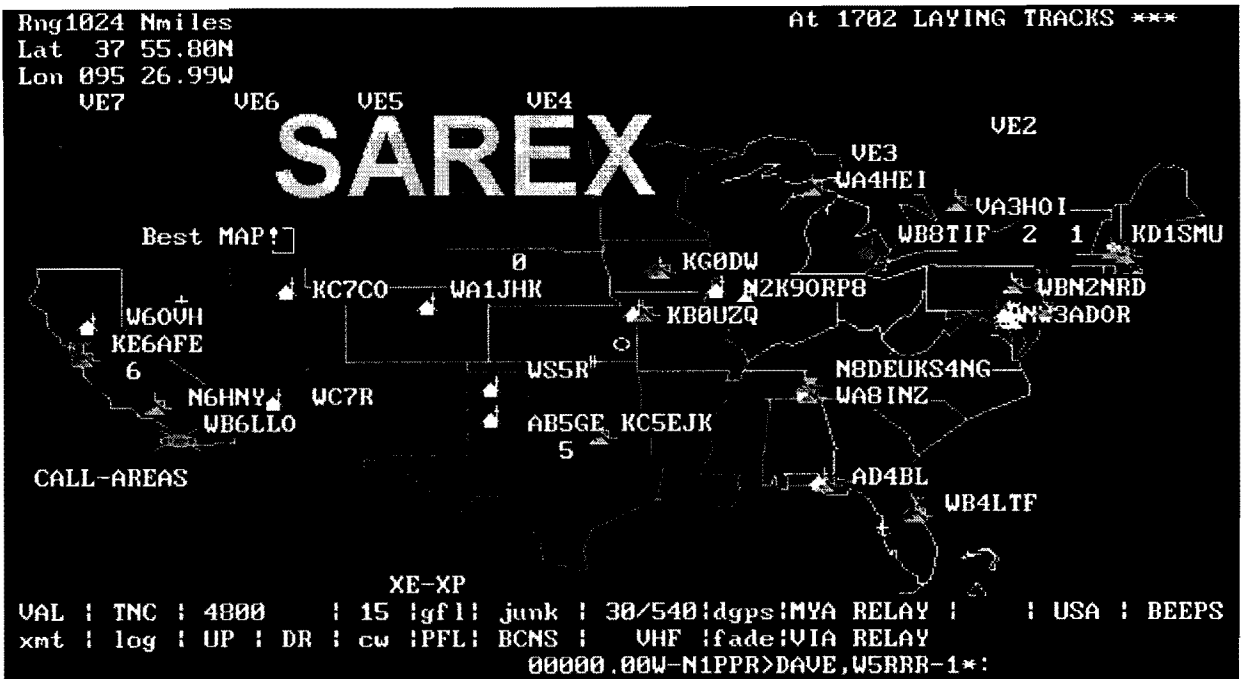 Rng1024 Nmiles
At 1702 LAYING TRACKS ***
Lat 37 55.80N
Lon 095 26.99W
VE7 VE6 VE5 VE4
SAREX
VE2
VE3
WA4HEI
VA3HOI
Best MAP!
WB8TIF 2 1 KD1SMU
0 KG0DW
KC7CO WA1JHK N2K9ORP8 WBN2NRD
W6OVH KB0UZQ
KE6AFE
6 WS5R N8DEUKS4NG
N6HNY WC7R WA8INZ
WB6LLO AB5GE KC5EJK
5
CALL-AREAS AD4BL
WB4LTF
XE-XP
VAL | TNC | 4800 | 15 |gfl| junk | 30/540|dgps|MYA RELAY | | USA | BEEPS
xmt | log | UP | DR | cw |PFL| BCNS | VHF |fade|VIA RELAY
00000.00W-N1PPR>DAVE,W5RRR-1*: